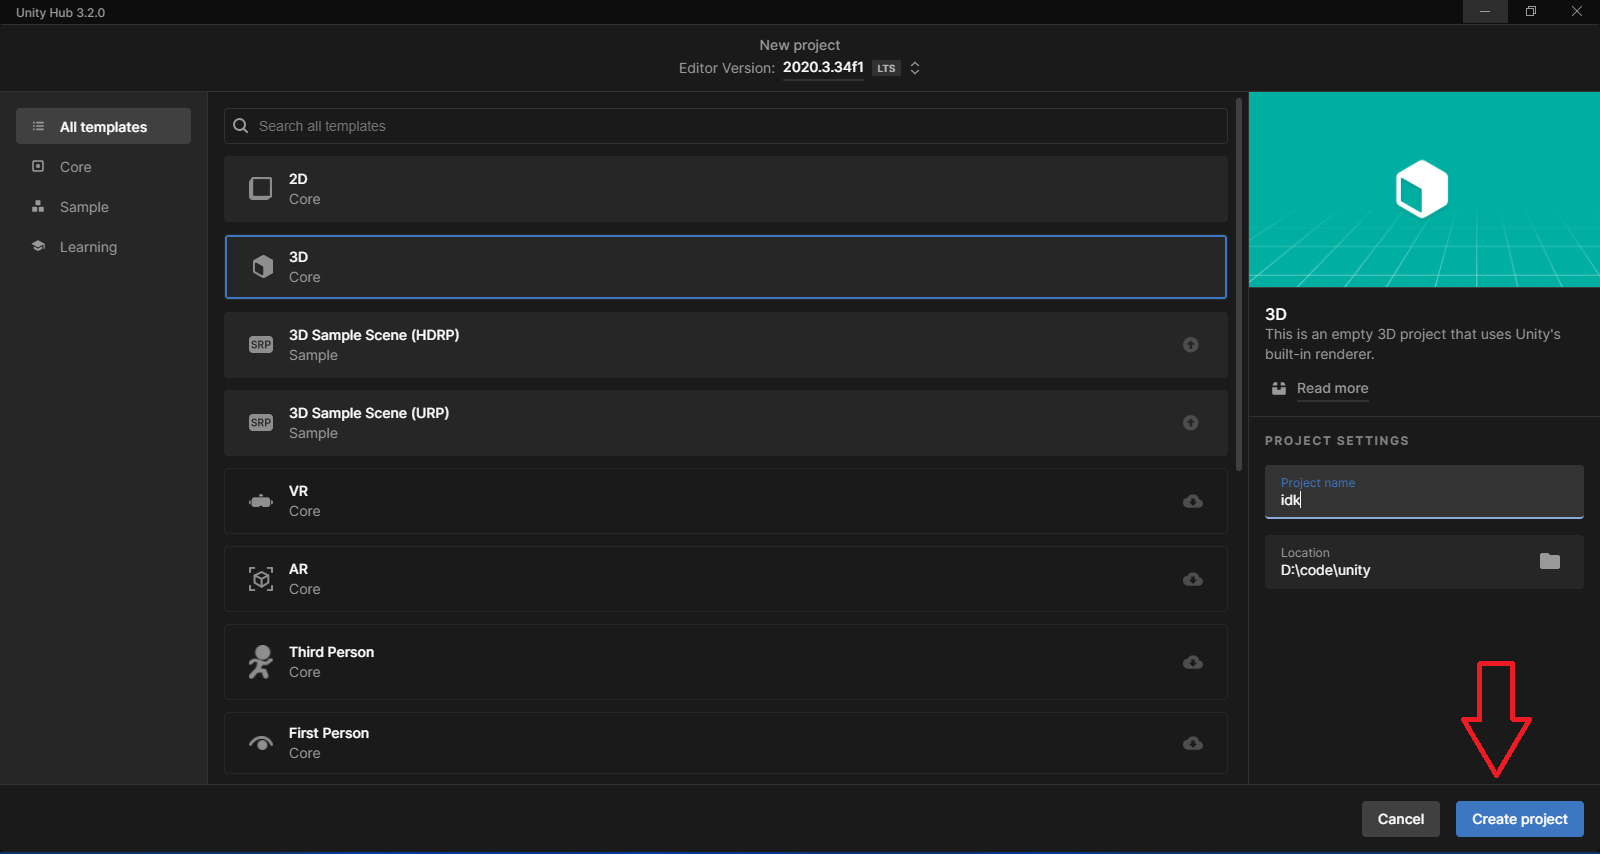 Unity Hub 3.2.0
New project
Editor Version: 2020.3.34f1 LTS
All templates
Core
Sample
Learning
Search all templates
2D
Core
3D
Core
SRP
3D Sample Scene (HDRP)
Sample
SRP
3D Sample Scene (URP)
Sample
VR
Core
AR
Core
Third Person
Core
First Person
Core
3D
This is an empty 3D project that uses Unity's
built-in renderer.
Read more
PROJECT SETTINGS
Project name
idk
Location
D:\code\unity
Cancel
Create project